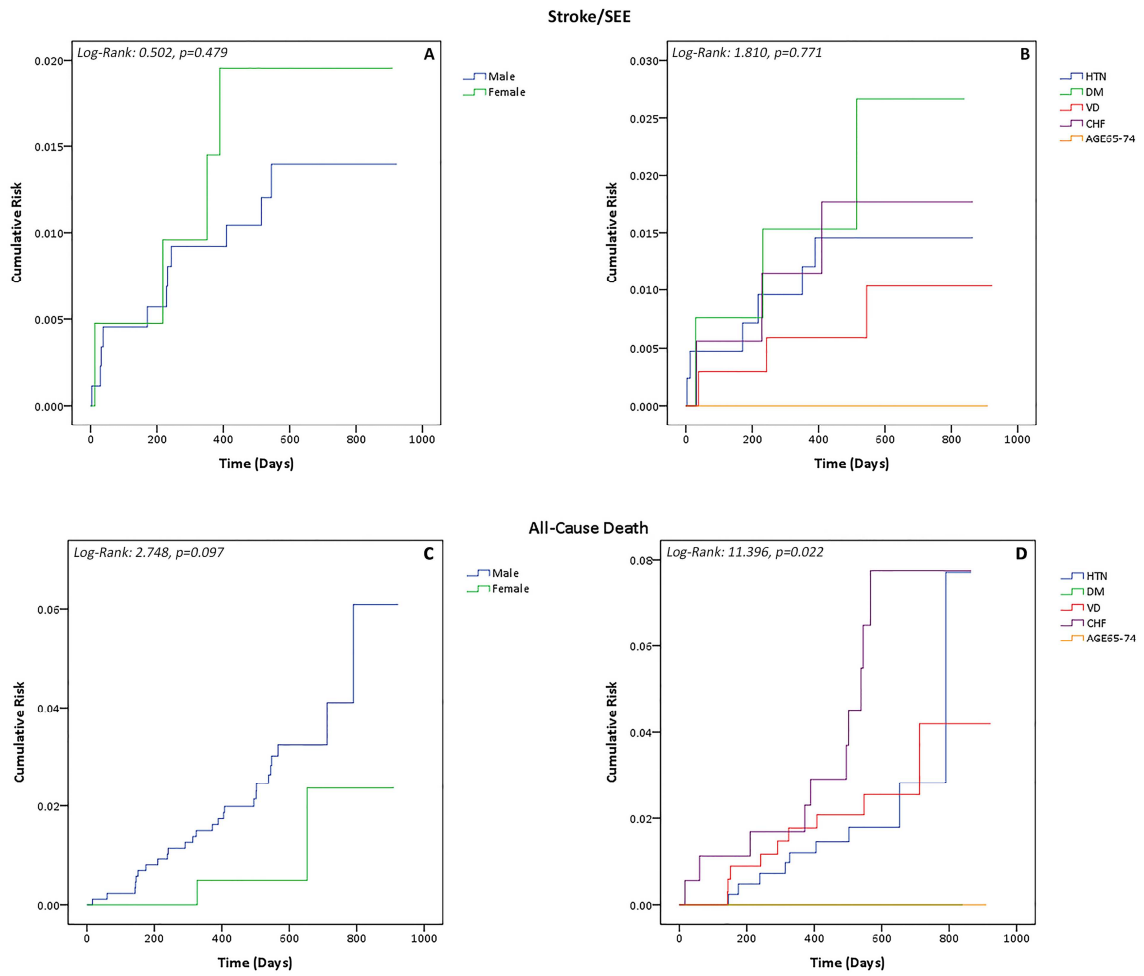 Stroke/SEE
Log-Rank: 0.502, p=0.479
A
Male
Female
0.020
0.015
0.010
0.005
0.000
Cumulative Risk
0 200 400 600 800 1000
Time (Days)
Log-Rank: 1.810, p=0.771
B
HTN
DM
VD
CHF
AGE65-74
0.030
0.025
0.020
0.015
0.010
0.005
0.000
Cumulative Risk
0 200 400 600 800 1000
Time (Days)
All-Cause Death
Log-Rank: 2.748, p=0.097
C
Male
Female
0.06
0.04
0.02
0.00
Cumulative Risk
0 200 400 600 800 1000
Time (Days)
Log-Rank: 11.396, p=0.022
D
HTN
DM
VD
CHF
AGE65-74
0.08
0.06
0.04
0.02
0.00
Cumulative Risk
0 200 400 600 800 1000
Time (Days)